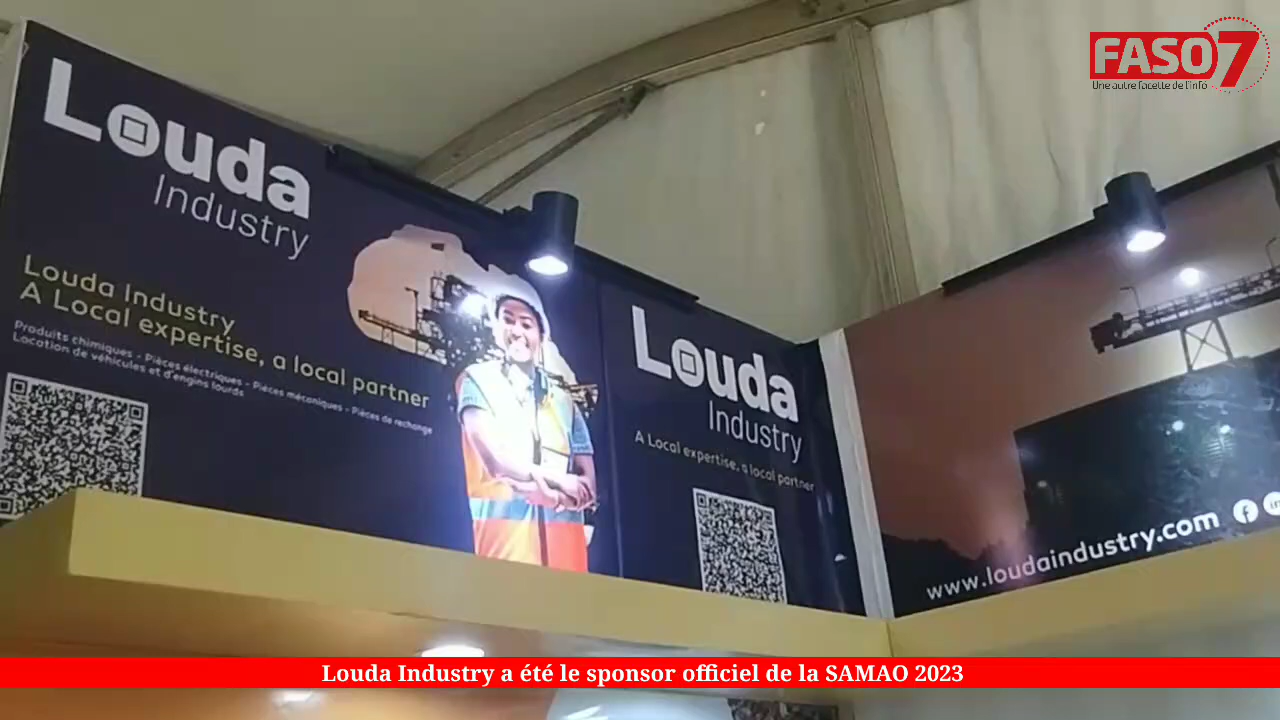 FASO7
Une autre facette de l'info
Louda
Industry
Louda Industry
A Local expertise, a local partner
Produits chimiques - Pièces électriques - Pièces mécaniques - Pièces de rechange
Location de véhicules et d'engins lourds
Louda
Industry
A Local expertise, a local partner
www.loudaindustry.com
Louda Industry a été le sponsor officiel de la SAMAO 2023